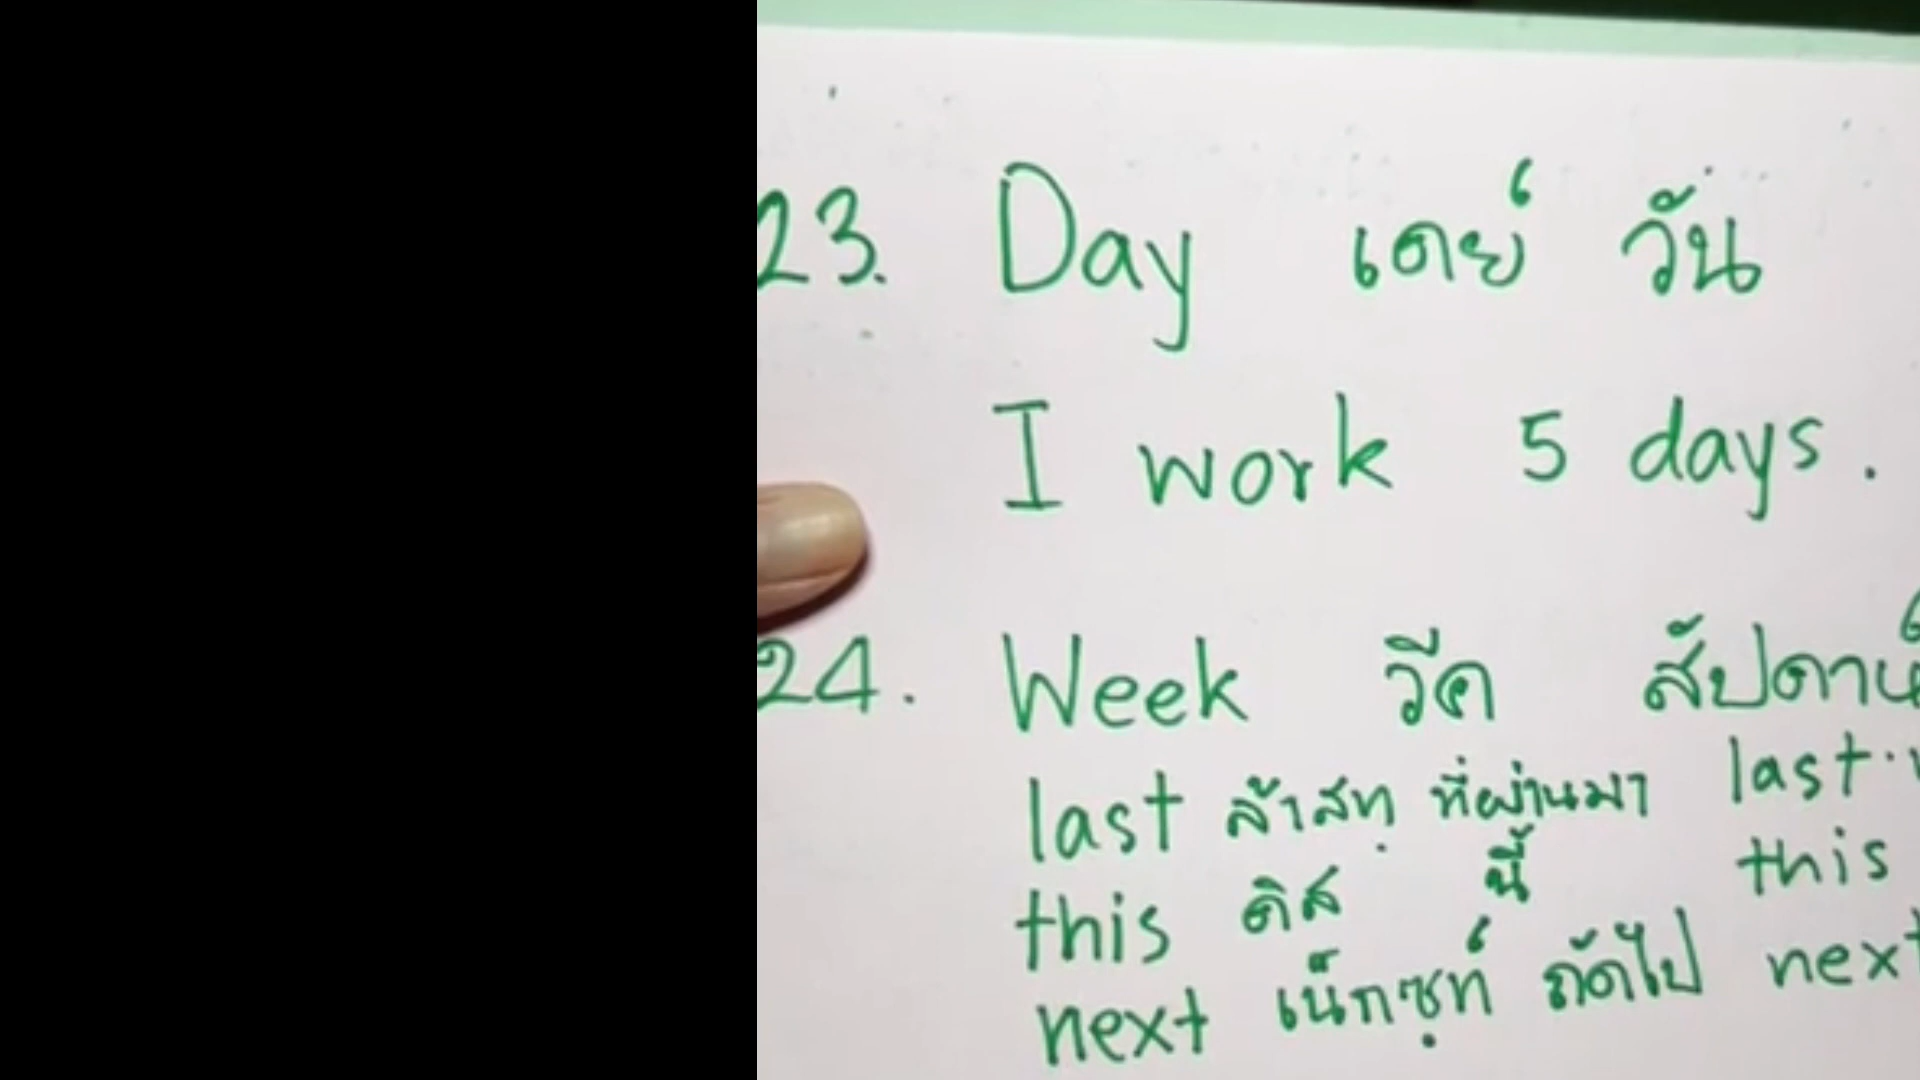 23. Day เดย์ วัน
I work 5 days.
24. Week วีค สัปดาห์
last ล้าสทฺ ที่ผ่านมา last
this ดิส นี้ this
next เน็กซฺท์ ถัดไป next